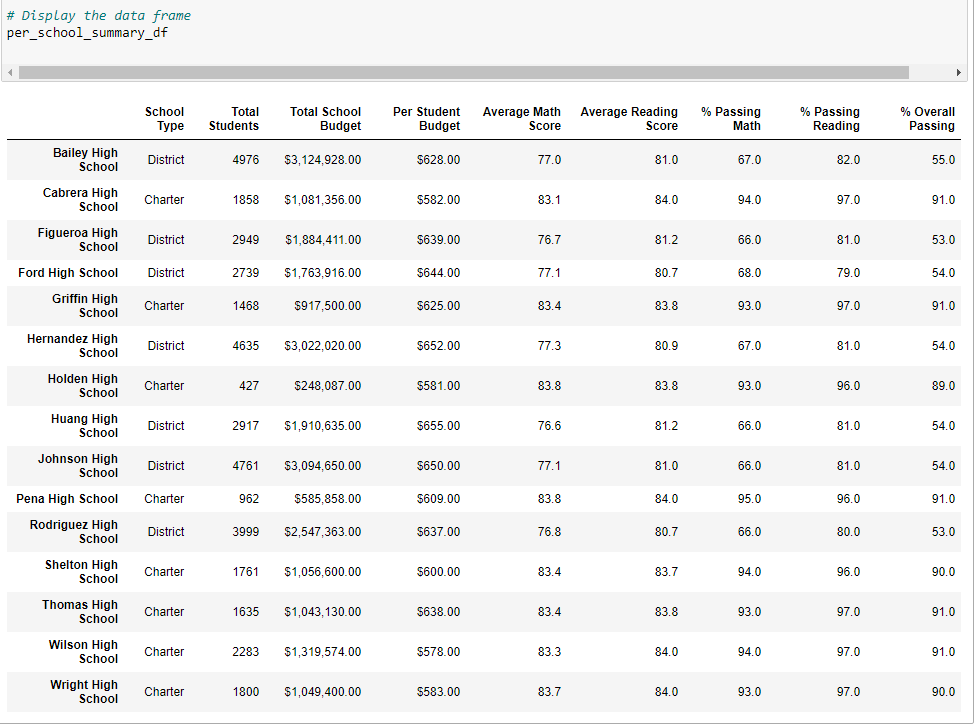 # Display the data frame
per_school_summary_df
School Type Total Students Total School Budget Per Student Budget Average Math Score Average Reading Score % Passing Math % Passing Reading % Overall Passing
Bailey High School District 4976 $3,124,928.00 $628.00 77.0 81.0 67.0 82.0 55.0
Cabrera High School Charter 1858 $1,081,356.00 $582.00 83.1 84.0 94.0 97.0 91.0
Figueroa High School District 2949 $1,884,411.00 $639.00 76.7 81.2 66.0 81.0 53.0
Ford High School District 2739 $1,763,916.00 $644.00 77.1 80.7 68.0 79.0 54.0
Griffin High School Charter 1468 $917,500.00 $625.00 83.4 83.8 93.0 97.0 91.0
Hernandez High School District 4635 $3,022,020.00 $652.00 77.3 80.9 67.0 81.0 54.0
Holden High School Charter 427 $248,087.00 $581.00 83.8 83.8 93.0 96.0 89.0
Huang High School District 2917 $1,910,635.00 $655.00 76.6 81.2 66.0 81.0 54.0
Johnson High School District 4761 $3,094,650.00 $650.00 77.1 81.0 66.0 81.0 54.0
Pena High School Charter 962 $585,858.00 $609.00 83.8 84.0 95.0 96.0 91.0
Rodriguez High School District 3999 $2,547,363.00 $637.00 76.8 80.7 66.0 80.0 53.0
Shelton High School Charter 1761 $1,056,600.00 $600.00 83.4 83.7 94.0 96.0 90.0
Thomas High School Charter 1635 $1,043,130.00 $638.00 83.4 83.8 93.0 97.0 91.0
Wilson High School Charter 2283 $1,319,574.00 $578.00 83.3 84.0 94.0 97.0 91.0
Wright High School Charter 1800 $1,049,400.00 $583.00 83.7 84.0 93.0 97.0 90.0